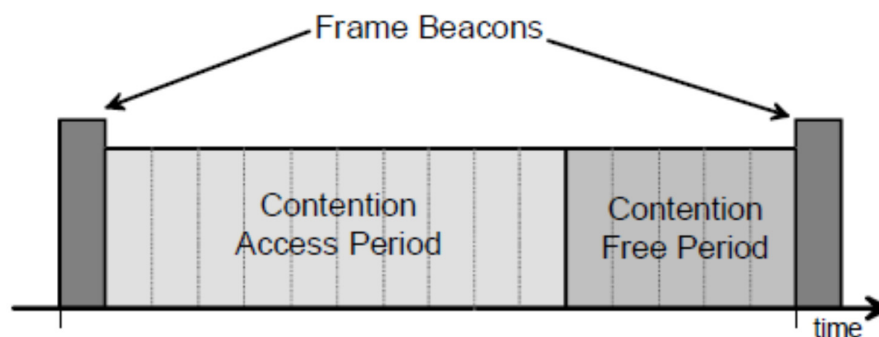 Frame Beacons
Contention
Access Period
Contention
Free Period
time